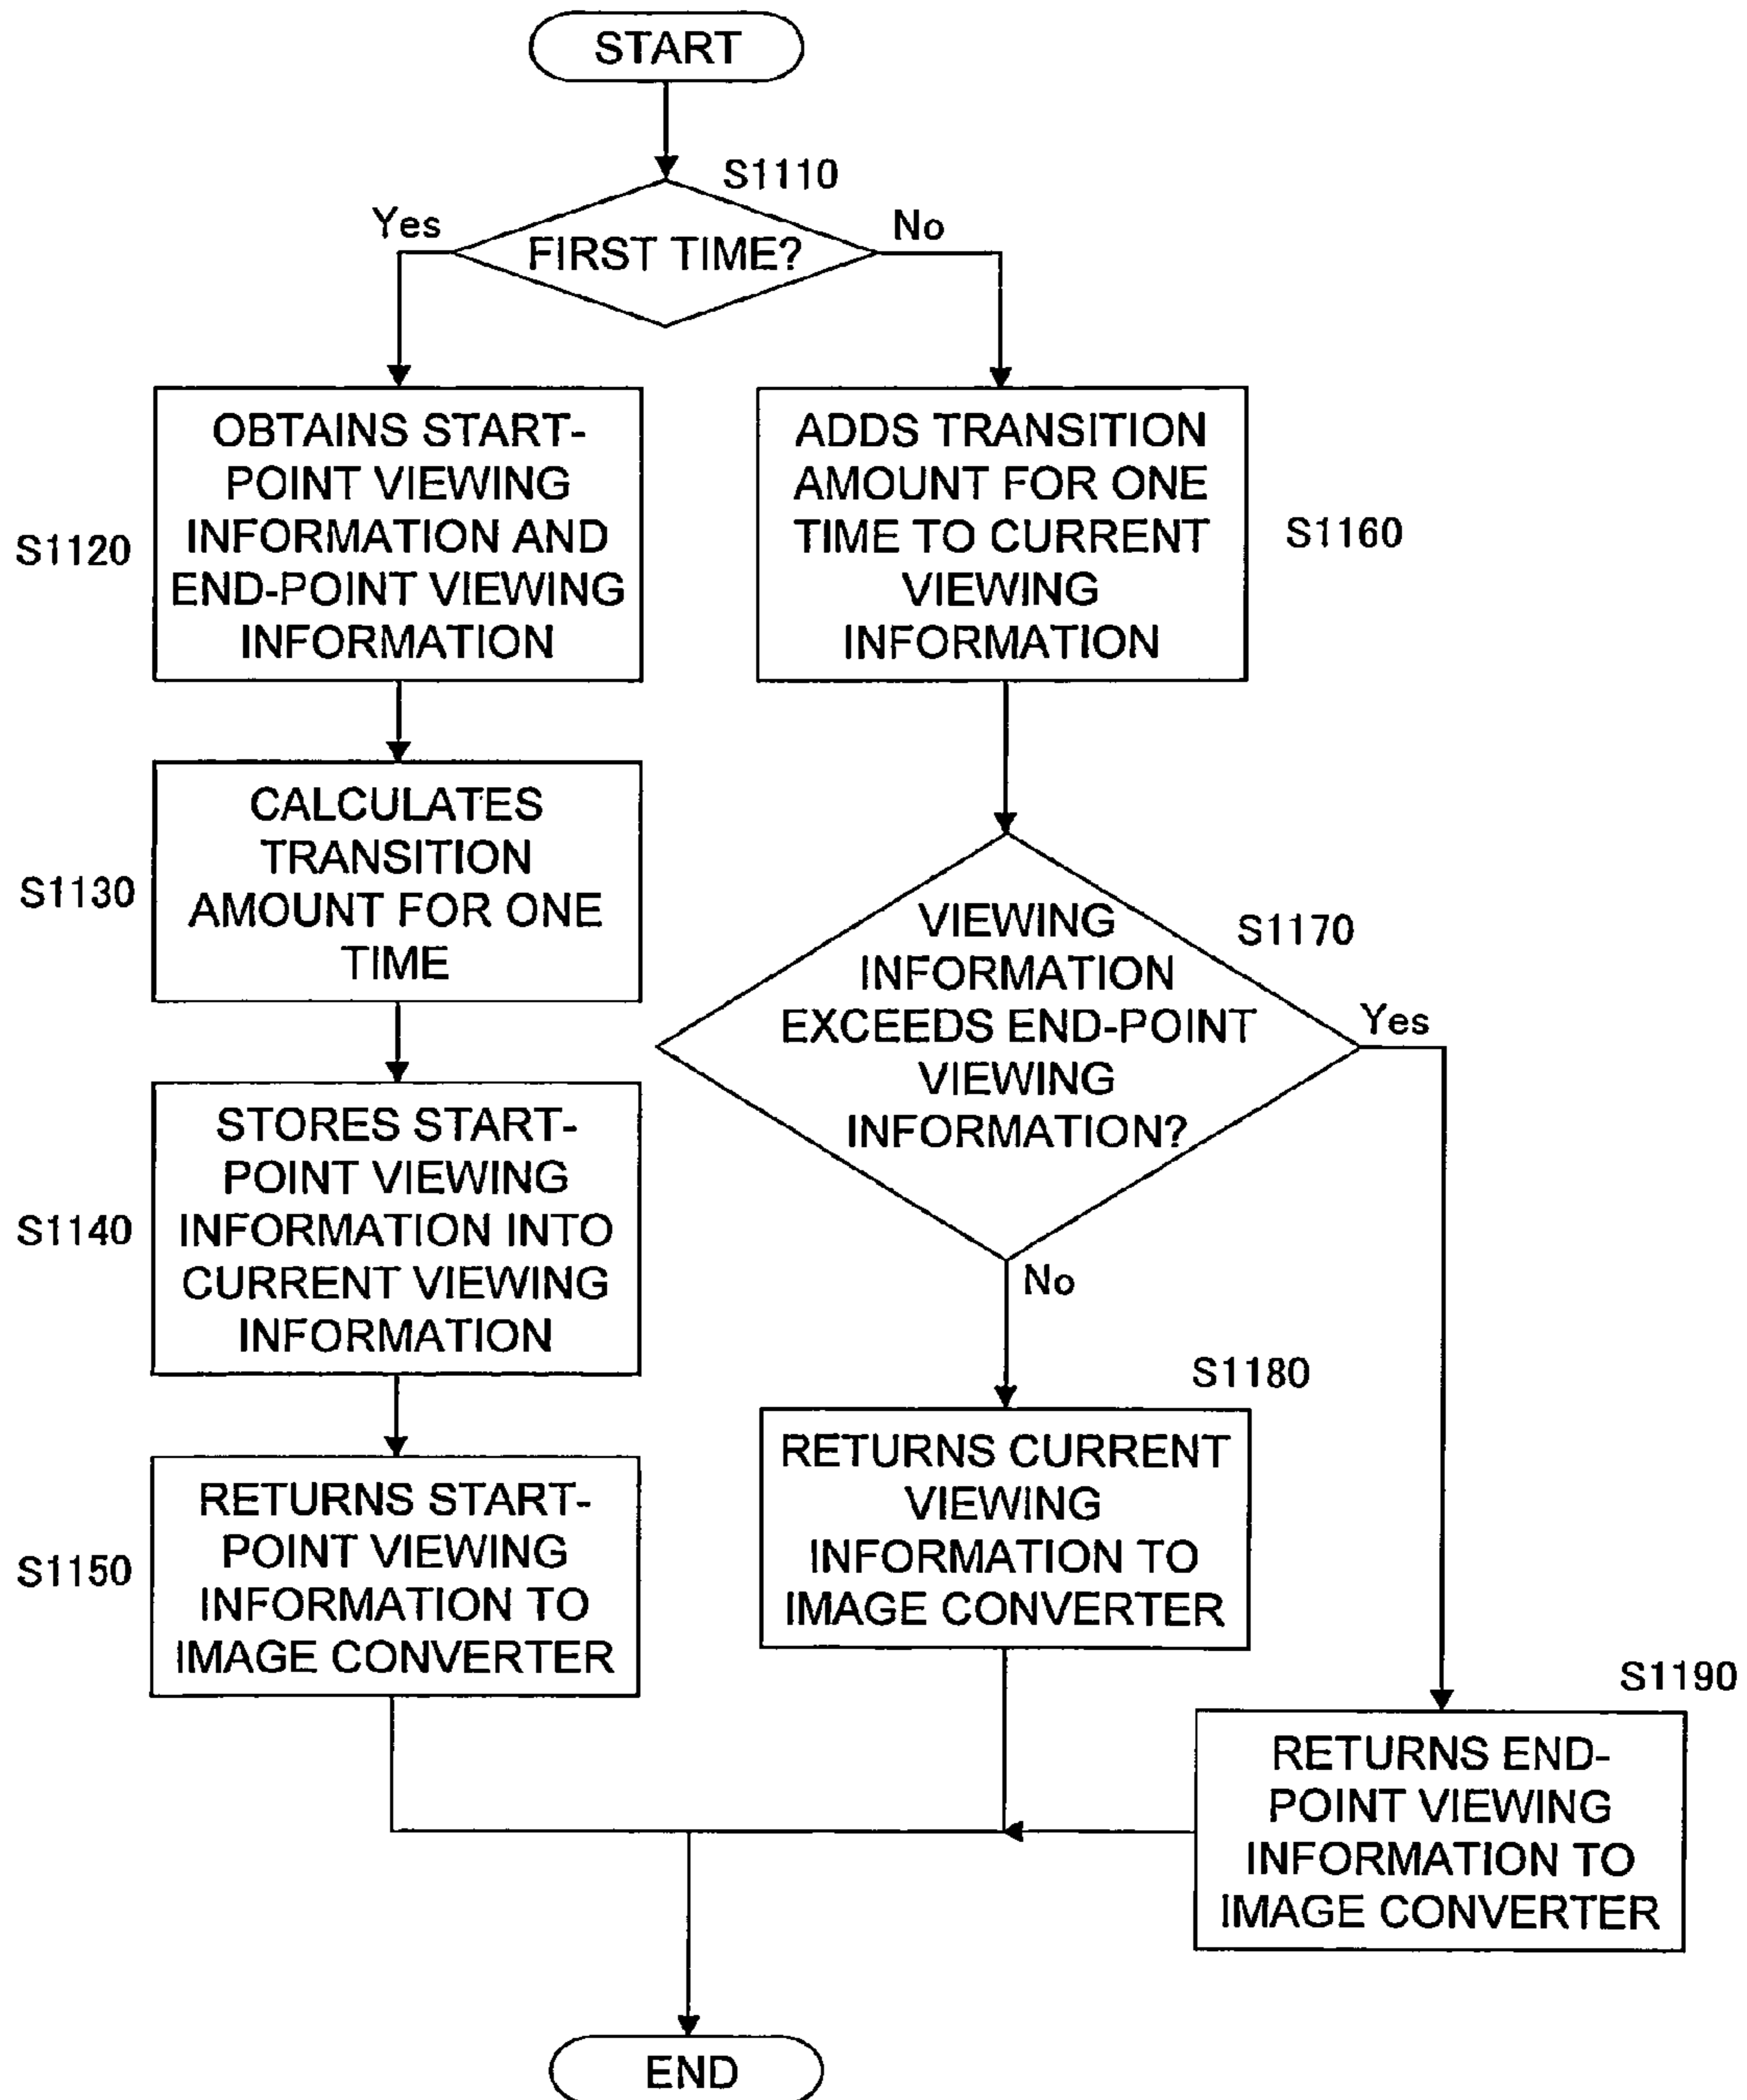 START
S1110
Yes
No
FIRST TIME?
S1120
OBTAINS START-
POINT VIEWING
INFORMATION AND
END-POINT VIEWING
INFORMATION
S1130
CALCULATES
TRANSITION
AMOUNT FOR ONE
TIME
S1140
STORES START-
POINT VIEWING
INFORMATION INTO
CURRENT VIEWING
INFORMATION
S1150
RETURNS START-
POINT VIEWING
INFORMATION TO
IMAGE CONVERTER
ADDS TRANSITION
AMOUNT FOR ONE
TIME TO CURRENT
VIEWING
INFORMATION
S1160
VIEWING
INFORMATION
EXCEEDS END-POINT
VIEWING
INFORMATION?
S1170
Yes
No
S1180
RETURNS CURRENT
VIEWING
INFORMATION TO
IMAGE CONVERTER
S1190
RETURNS END-
POINT VIEWING
INFORMATION TO
IMAGE CONVERTER
END